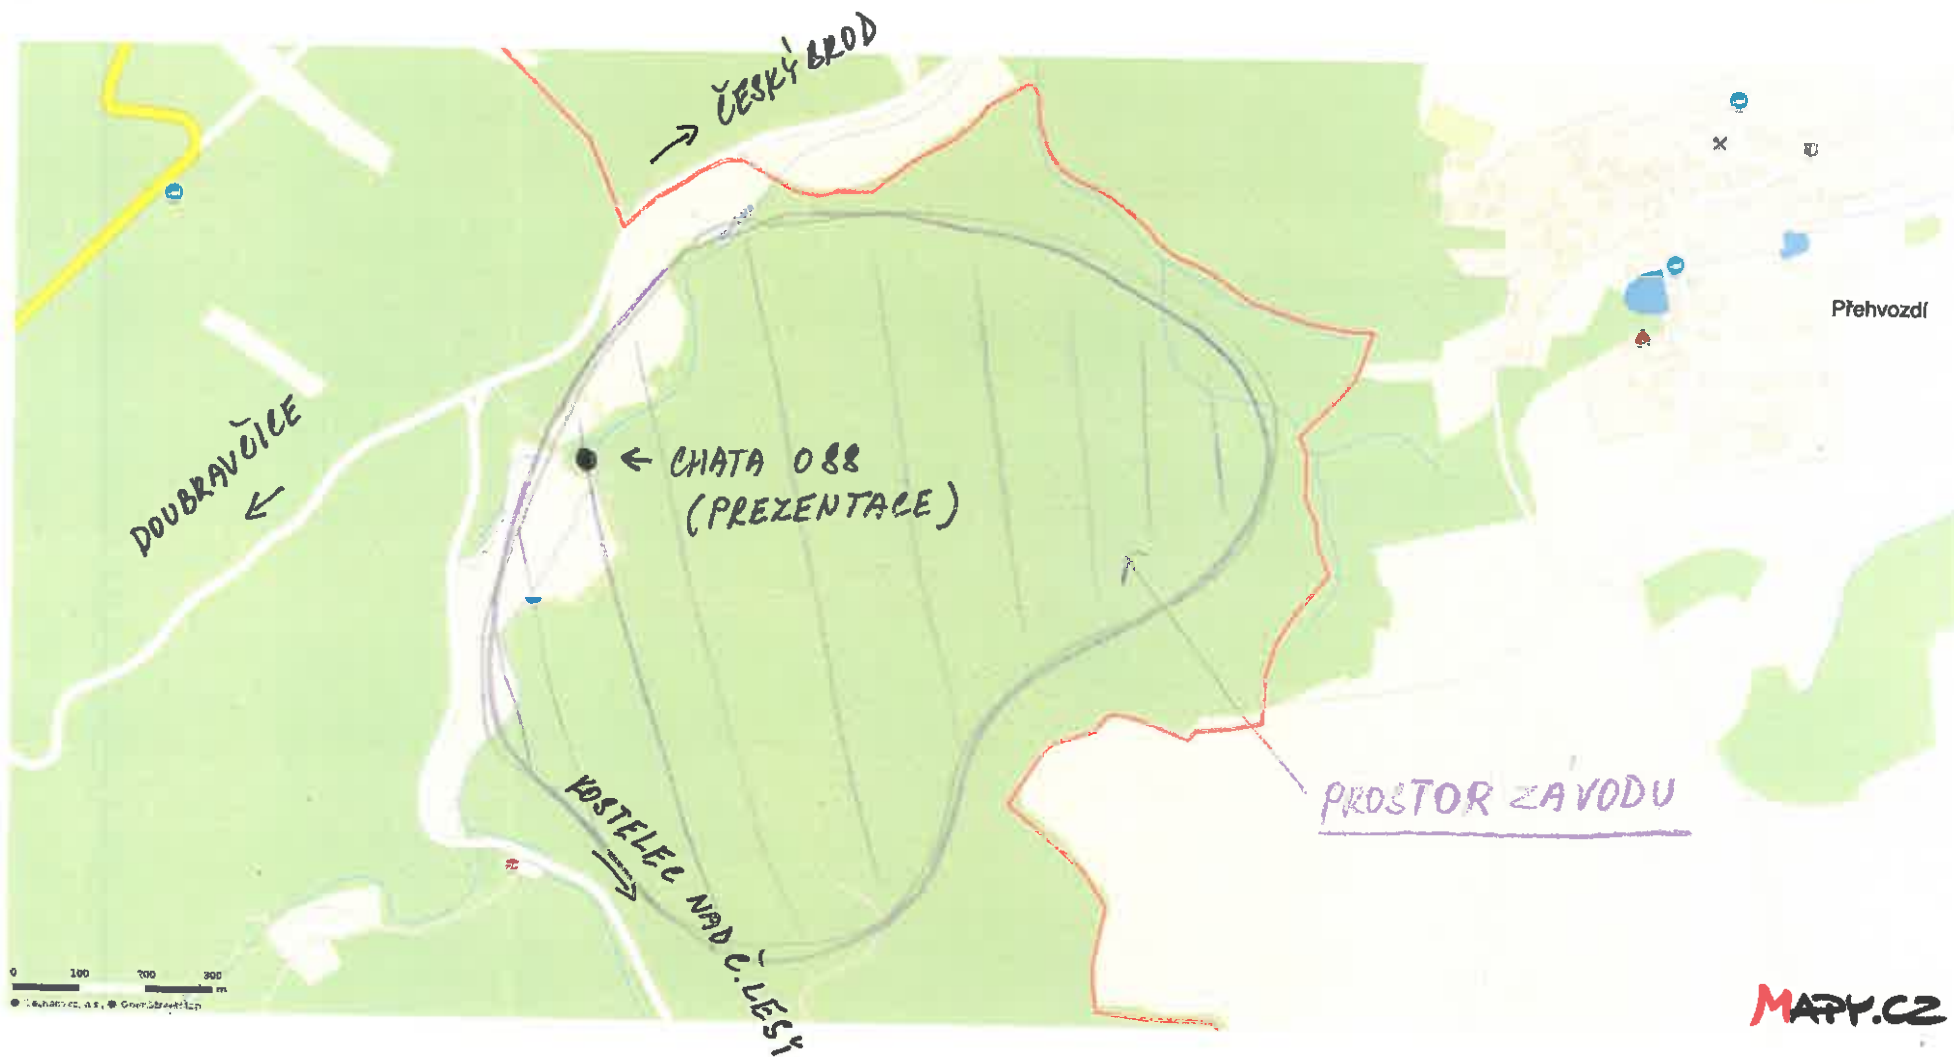 ČESKÝ BROD
Přehvozdí
DOUBRAVČICE
← CHATA 088
(PREZENTACE)
PROSTOR ZÁVODU
KOSTELEC NAD Č. LESY
0 100 200 300
m
MAPY.CZ